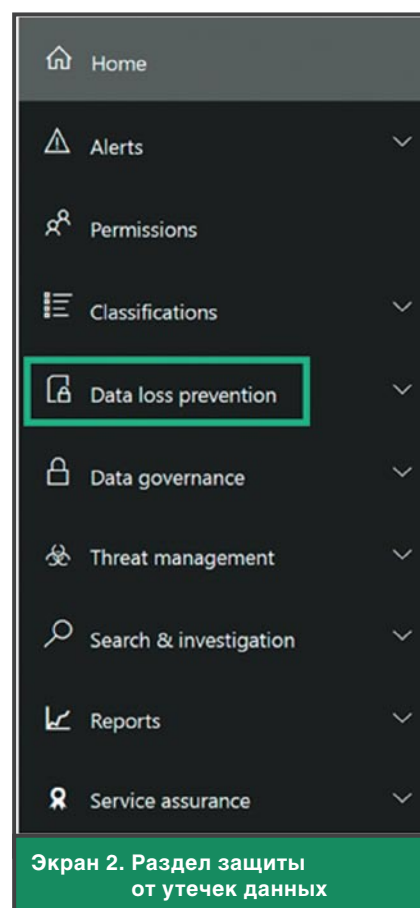 Home
Alerts
Permissions
Classifications
Data loss prevention
Data governance
Threat management
Search & investigation
Reports
Service assurance
Экран 2. Раздел защиты
от утечек данных